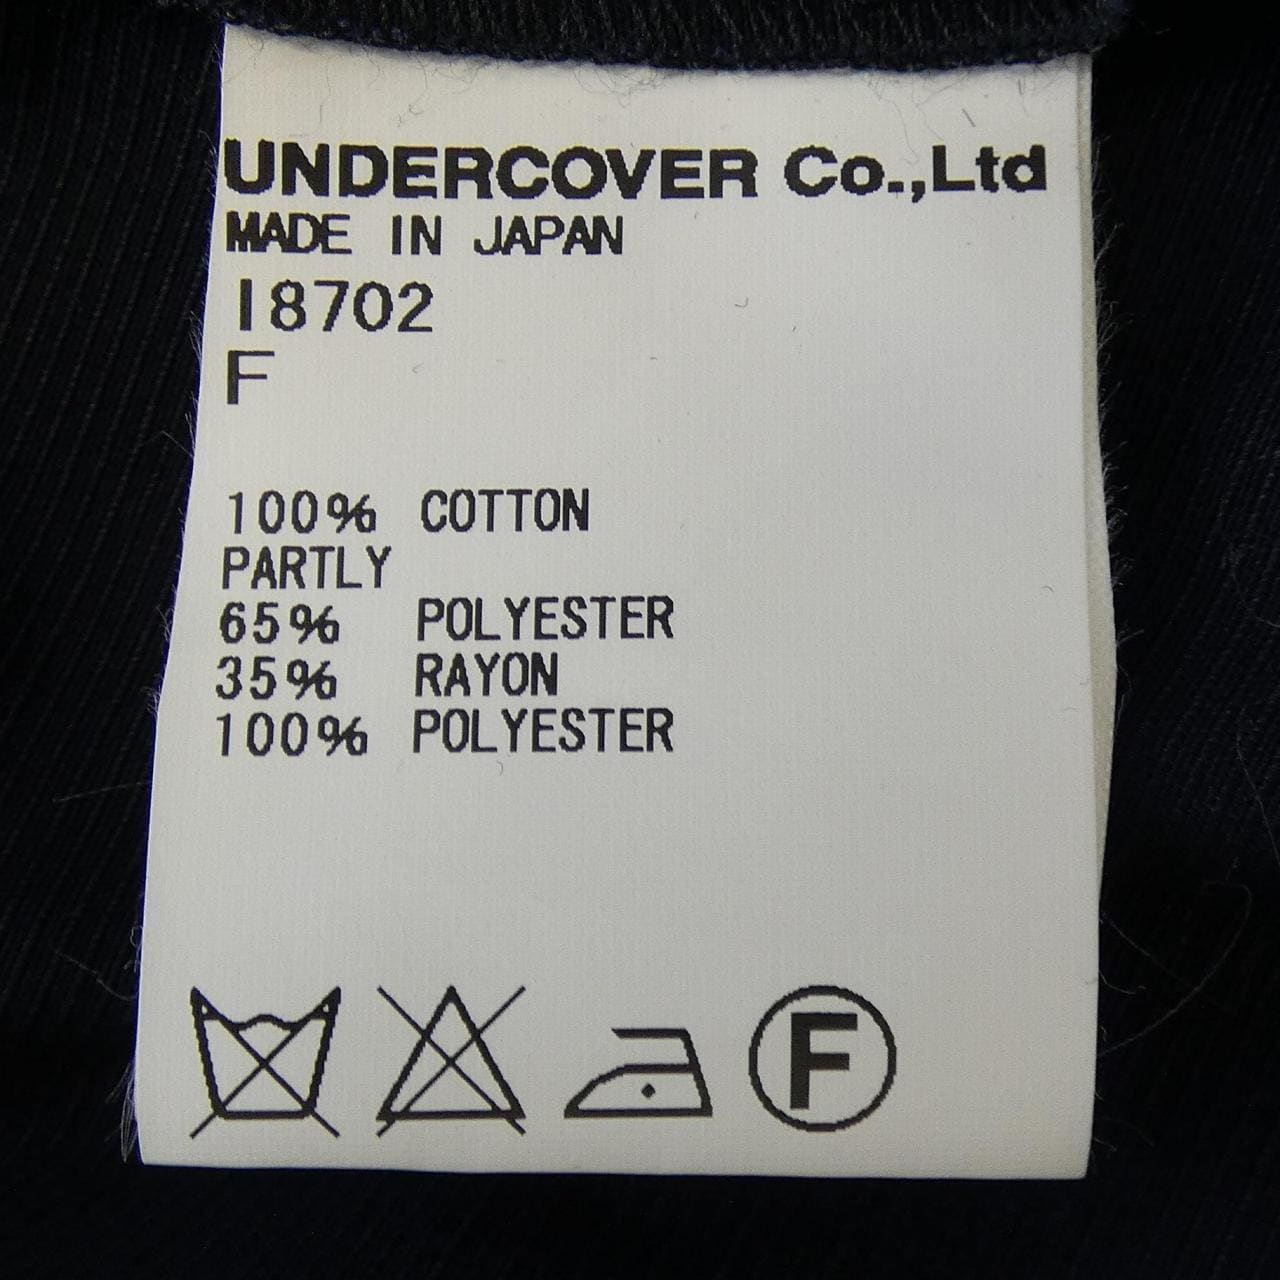 UNDERCOVER Co.,Ltd
MADE IN JAPAN
18702
F
100% COTTON
PARTLY
65% POLYESTER
35% RAYON
100% POLYESTER
F